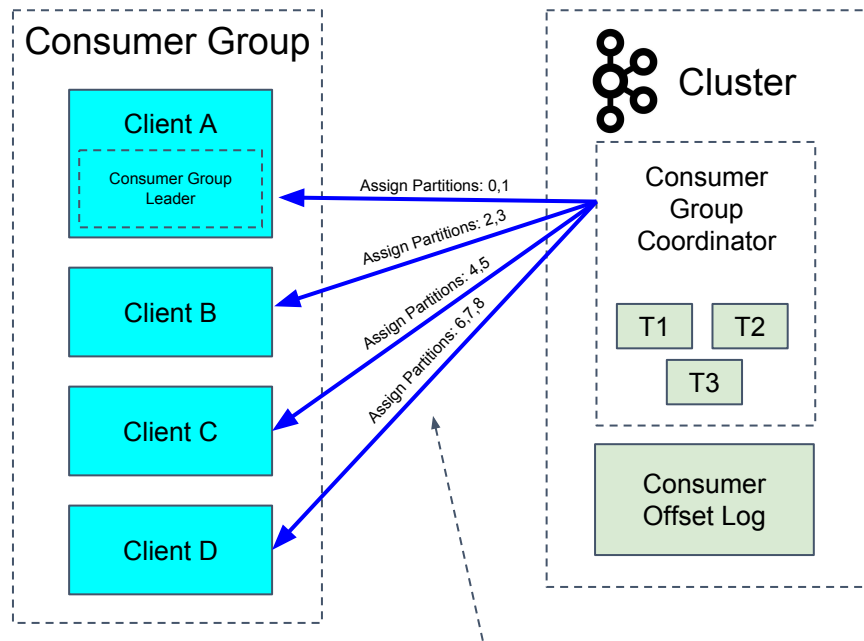 Consumer Group
Client A
Consumer Group
Leader
Client B
Client C
Client D
Assign Partitions: 0,1
Assign Partitions: 2,3
Assign Partitions: 4,5
Assign Partitions: 6,7,8
Cluster
Consumer
Group
Coordinator
T1
T2
T3
Consumer
Offset Log